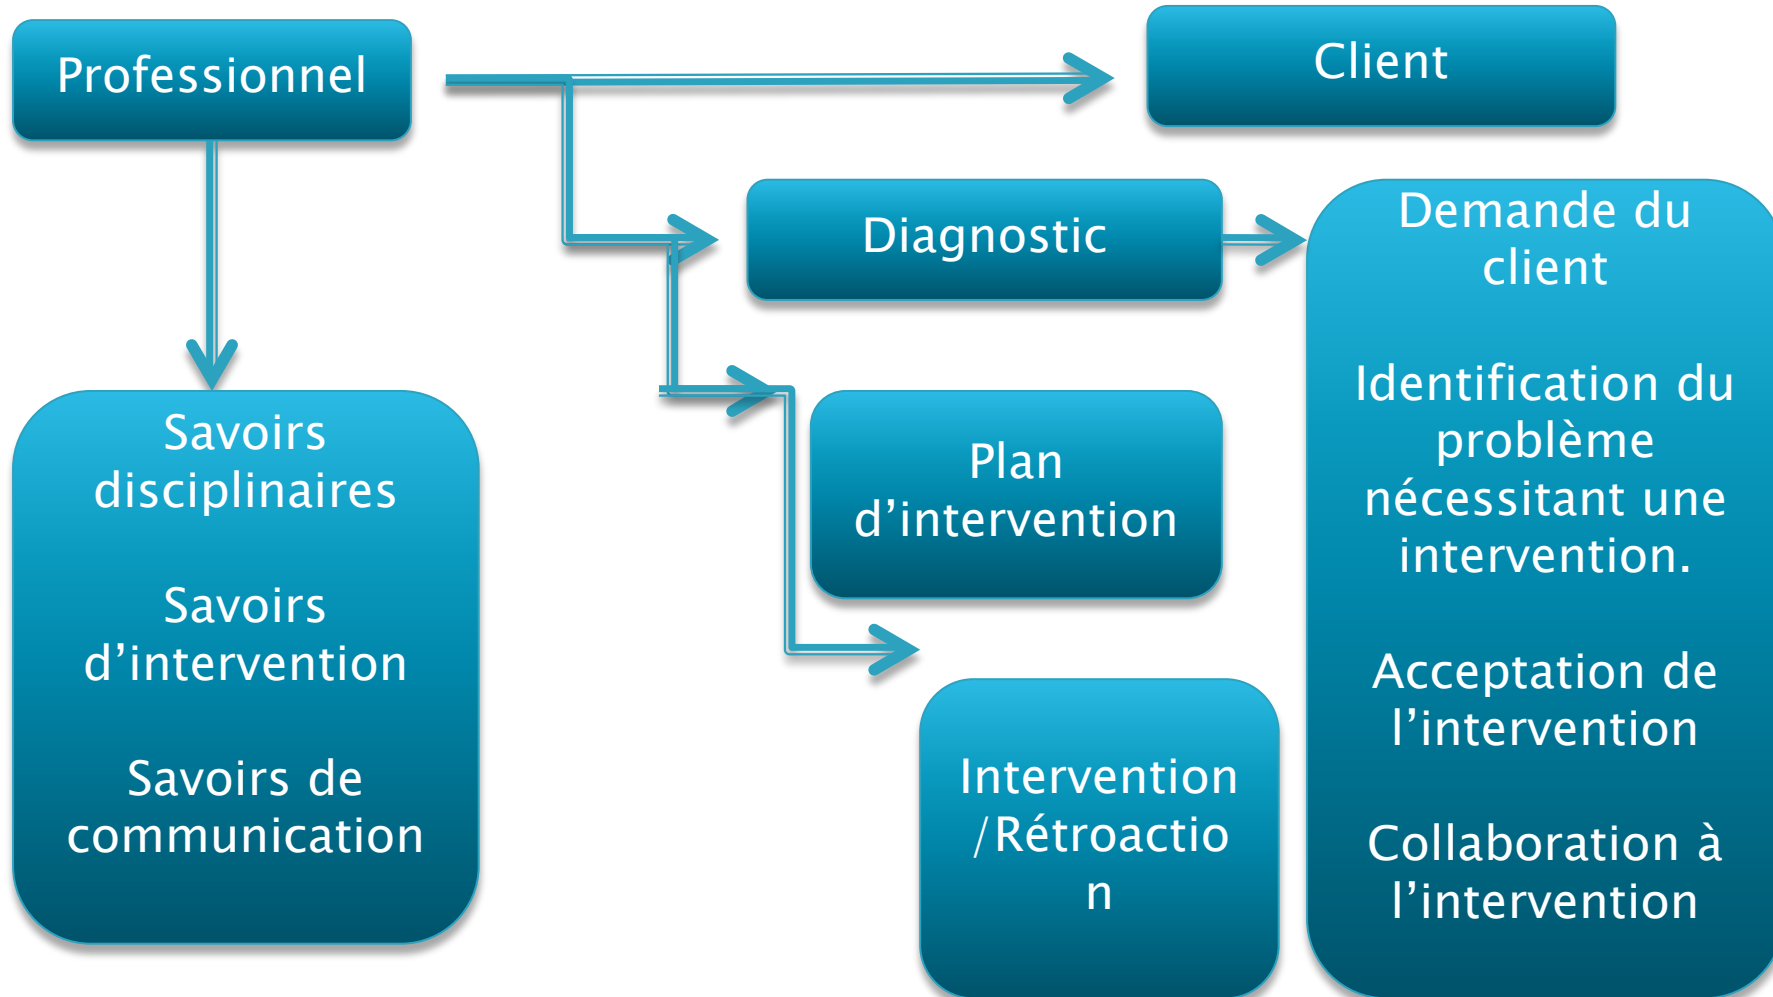 Professionnel
Client
Diagnostic
Savoirs
disciplinaires
Savoirs
d’intervention
Savoirs de
communication
Plan
d’intervention
Intervention
/Rétroactio
n
Demande du
client
Identification du
problème
nécessitant une
intervention.
Acceptation de
l’intervention
Collaboration à
l’intervention